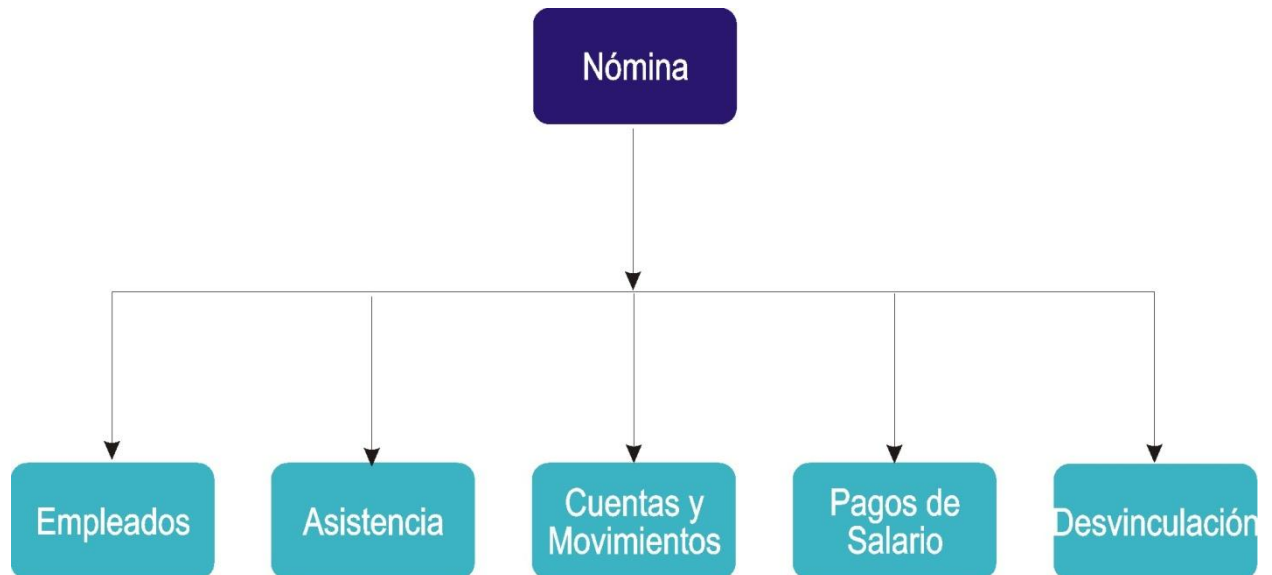 Nómina
Empleados
Asistencia
Cuentas y
Movimientos
Pagos de
Salario
Desvinculación